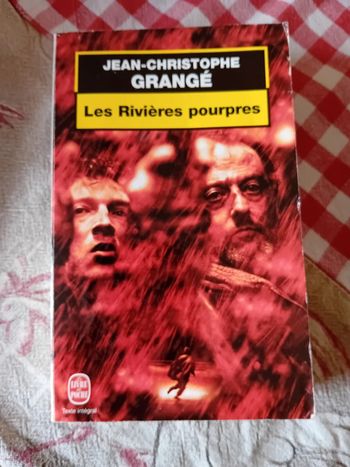 JEAN-CHRISTOPHE
GRANGÉ
Les Rivières pourpres
LE LIVRE
DE
POCHE
Texte intégral